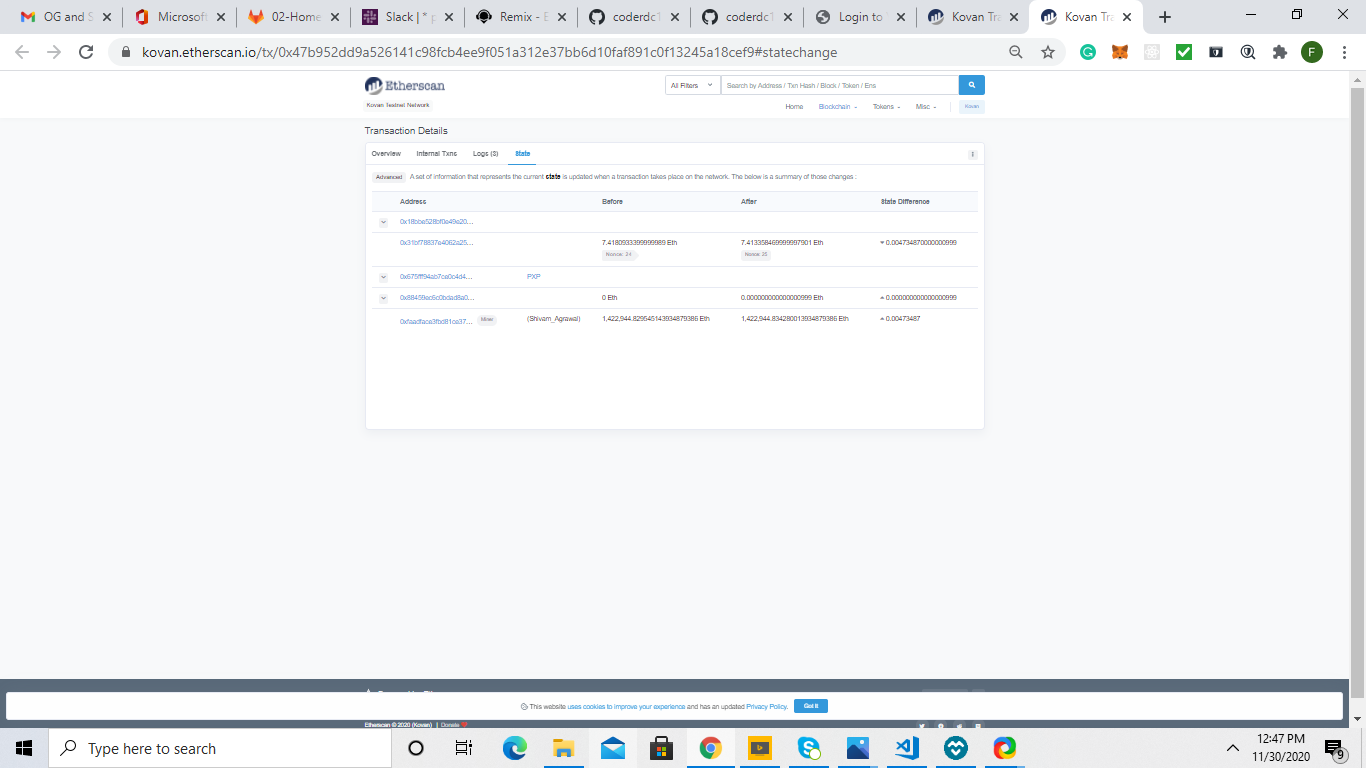 OG and S
Microsoft
02-Home
Slack | * p
Remix - E
coderdc1
coderdc1
Login to
Kovan Tra
Kovan Tra
kovan.etherscan.io/tx/0x47b952dd9a526141c98fcb4ee9f051a312e37bb6d10faf891c0f13245a18cef9#statechange
F
Etherscan
All Filters
Search by Address / Txn Hash / Block / Token / Ens
Kovan Testnet Network
Home
Blockchain
Tokens
Misc
Kovan
Transaction Details
Overview
Internal Txns
Logs (3)
State
Advanced
A set of information that represents the current state is updated when a transaction takes place on the network. The below is a summary of those changes :
Address Before After State Difference
0x18bbe528bf0e49e20...
0x31bf78837e4062a25... 7.4180933399999989 Eth 7.413358469999997901 Eth 0.004734870000000999
Nonce: 24 Nonce: 25
0x675fff94ab7ce0c4d4... PXP
0x88459ec6c0bdad8a0... 0 Eth 0.000000000000000999 Eth 0.000000000000000999
0xfaadface3fbd81ce37... Miner (Shivam_Agrawal) 1,422,944.829545143934879386 Eth 1,422,944.834280013934879386 Eth 0.00473487
This website uses cookies to improve your experience and has an updated Privacy Policy. Got It
Etherscan © 2020 (Kovan) | Donate
Type here to search
12:47 PM
11/30/2020
9